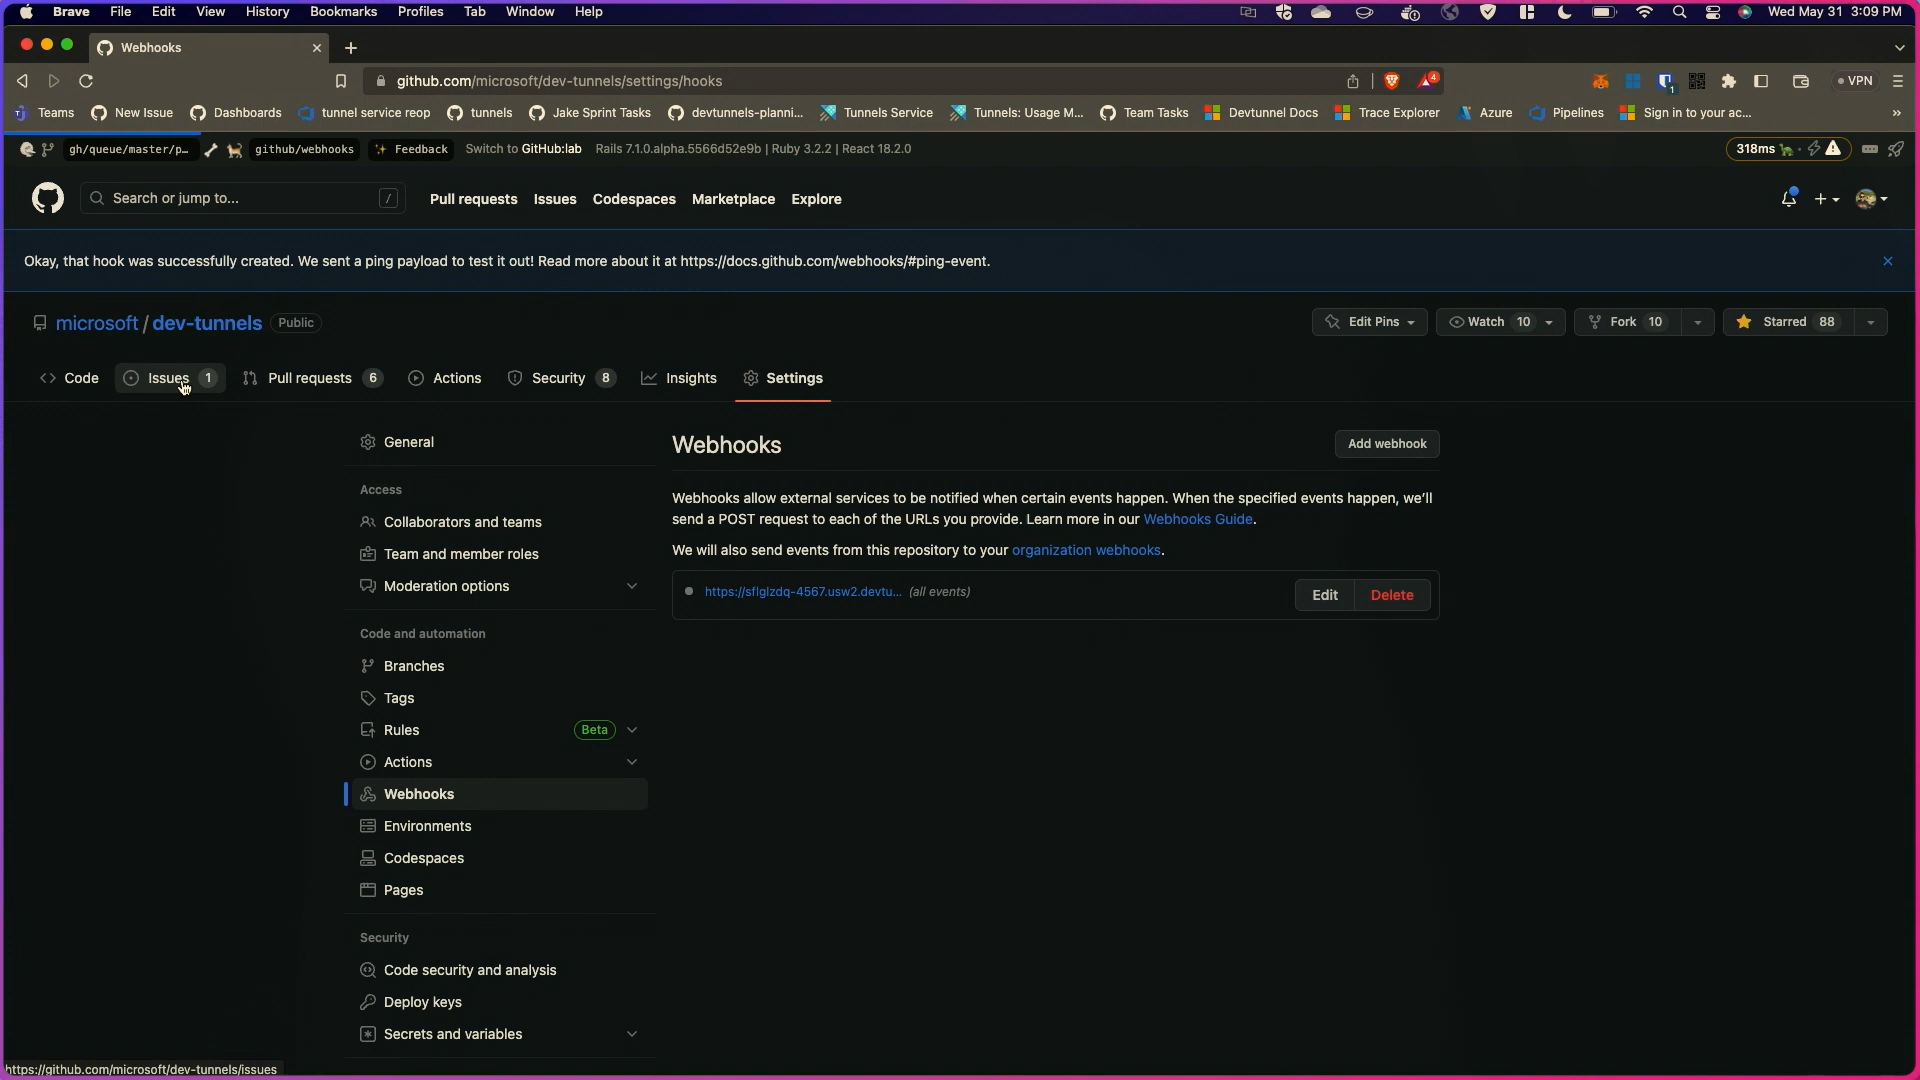 Brave File Edit View History Bookmarks Profiles Tab Window Help Wed May 31 3:09 PM
Webhooks
github.com/microsoft/dev-tunnels/settings/hooks 4 1 VPN
Teams New Issue Dashboards tunnel service reop tunnels Jake Sprint Tasks devtunnels-planni... Tunnels Service Tunnels: Usage M... Team Tasks Devtunnel Docs Trace Explorer Azure Pipelines Sign in to your ac... »
gh/queue/master/p… github/webhooks Feedback Switch to GitHub:lab Rails 7.1.0.alpha.5566d52e9b | Ruby 3.2.2 | React 18.2.0 318ms
Search or jump to... / Pull requests Issues Codespaces Marketplace Explore
Okay, that hook was successfully created. We sent a ping payload to test it out! Read more about it at https://docs.github.com/webhooks/#ping-event.
microsoft / dev-tunnels Public Edit Pins Watch 10 Fork 10 Starred 88
Code Issues 1 Pull requests 6 Actions Security 8 Insights Settings
General
Access
Collaborators and teams
Team and member roles
Moderation options
Code and automation
Branches
Tags
Rules Beta
Actions
Webhooks
Environments
Codespaces
Pages
Security
Code security and analysis
Deploy keys
Secrets and variables
Webhooks Add webhook
Webhooks allow external services to be notified when certain events happen. When the specified events happen, we'll
send a POST request to each of the URLs you provide. Learn more in our Webhooks Guide.
We will also send events from this repository to your organization webhooks.
https://sflglzdq-4567.usw2.devtu... (all events) Edit Delete
https://github.com/microsoft/dev-tunnels/issues